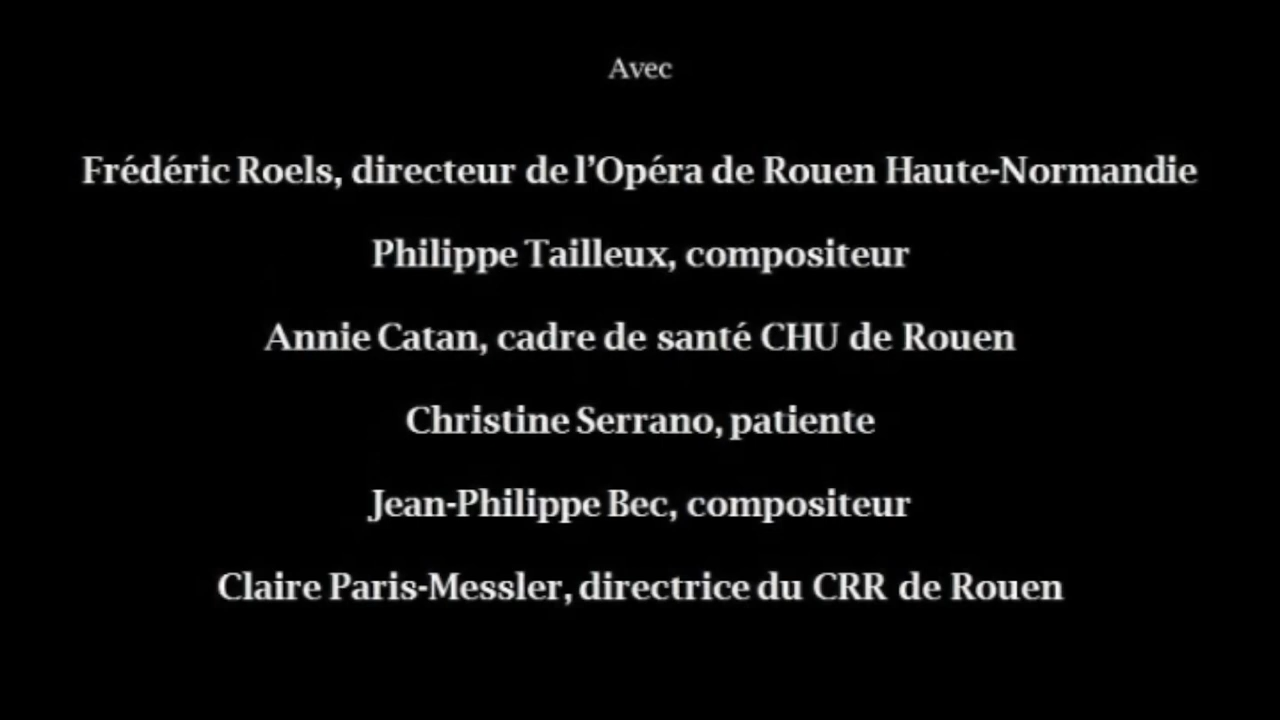 Avec
Frédéric Roels, directeur de l’Opéra de Rouen Haute-Normandie
Philippe Tailleux, compositeur
Annie Catan, cadre de santé CHU de Rouen
Christine Serrano, patiente
Jean-Philippe Bec, compositeur
Claire Paris-Messler, directrice du CRR de Rouen